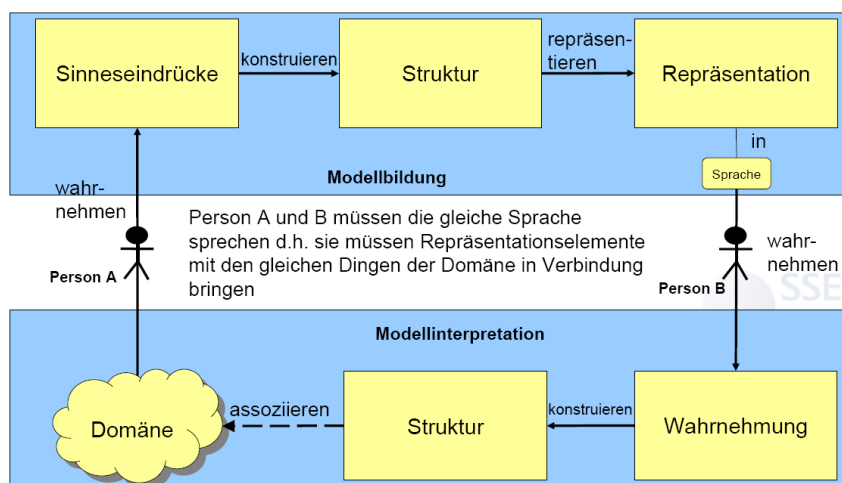 Sinneseindrücke
konstruieren
Struktur
repräsen-
tieren
Repräsentation
in
Sprache
Modellbildung
wahr-
nehmen
Person A
Person A und B müssen die gleiche Sprache
sprechen d.h. sie müssen Repräsentationselemente
mit den gleichen Dingen der Domäne in Verbindung
bringen
wahr-
nehmen
Person B
SSE
Modellinterpretation
Domäne
assoziieren
Struktur
konstruieren
Wahrnehmung